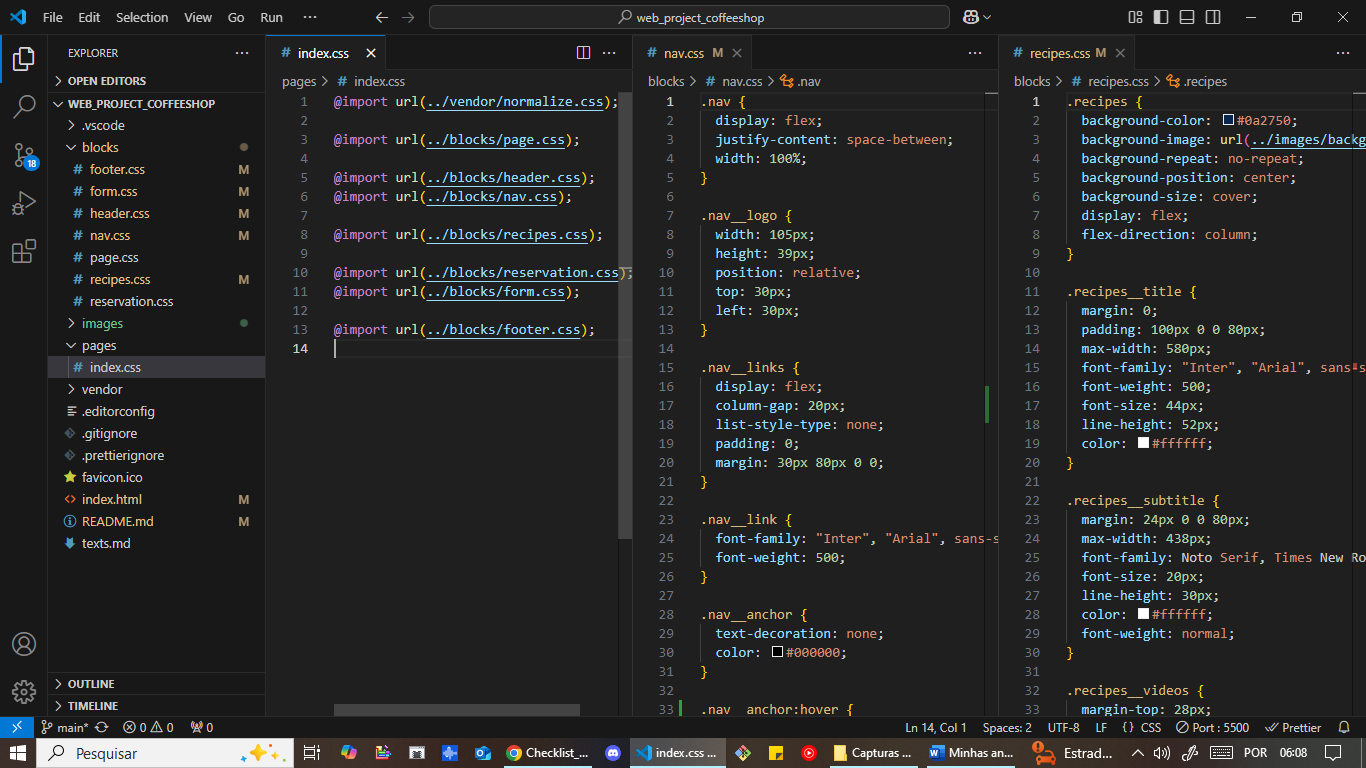 File Edit Selection View Go Run ··· web_project_coffeeshop
EXPLORER ···
OPEN EDITORS
WEB_PROJECT_COFFEESHOP
.vscode
blocks
footer.css M
form.css M
header.css M
nav.css M
page.css
recipes.css M
reservation.css
images
pages
index.css
vendor
.editorconfig
.gitignore
.prettierignore
favicon.ico
index.html M
README.md M
texts.md
OUTLINE
TIMELINE
18
index.css
pages > index.css
1 @import url(../vendor/normalize.css);
2
3 @import url(../blocks/page.css);
4
5 @import url(../blocks/header.css);
6 @import url(../blocks/nav.css);
7
8 @import url(../blocks/recipes.css);
9
10 @import url(../blocks/reservation.css);
11 @import url(../blocks/form.css);
12
13 @import url(../blocks/footer.css);
14
nav.css M
blocks > nav.css > .nav
1 .nav {
2 display: flex;
3 justify-content: space-between;
4 width: 100%;
5 }
6
7 .nav__logo {
8 width: 105px;
9 height: 39px;
10 position: relative;
11 top: 30px;
12 left: 30px;
13 }
14
15 .nav__links {
16 display: flex;
17 column-gap: 20px;
18 list-style-type: none;
19 padding: 0;
20 margin: 30px 80px 0 0;
21 }
22
23 .nav__link {
24 font-family: "Inter", "Arial", sans-s
25 font-weight: 500;
26 }
27
28 .nav__anchor {
29 text-decoration: none;
30 color: #000000;
31 }
32
33 .nav__anchor:hover {
recipes.css M
blocks > recipes.css > .recipes
1 .recipes {
2 background-color: #0a2750;
3 background-image: url(../images/backg
4 background-repeat: no-repeat;
5 background-position: center;
6 background-size: cover;
7 display: flex;
8 flex-direction: column;
9 }
10
11 .recipes__title {
12 margin: 0;
13 padding: 100px 0 0 80px;
14 max-width: 580px;
15 font-family: "Inter", "Arial", sans-s
16 font-weight: 500;
17 font-size: 44px;
18 line-height: 52px;
19 color: #ffffff;
20 }
21
22 .recipes__subtitle {
23 margin: 24px 0 0 80px;
24 max-width: 438px;
25 font-family: Noto Serif, Times New Ro
26 font-size: 20px;
27 line-height: 30px;
28 color: #ffffff;
29 font-weight: normal;
30 }
31
32 .recipes__videos {
33 margin-top: 28px;
main* 0 0 0 Ln 14, Col 1 Spaces: 2 UTF-8 LF {} CSS Port : 5500 Prettier
Pesquisar Checklist_... index.css ... Capturas ... Minhas an... Estrad... POR 06:08